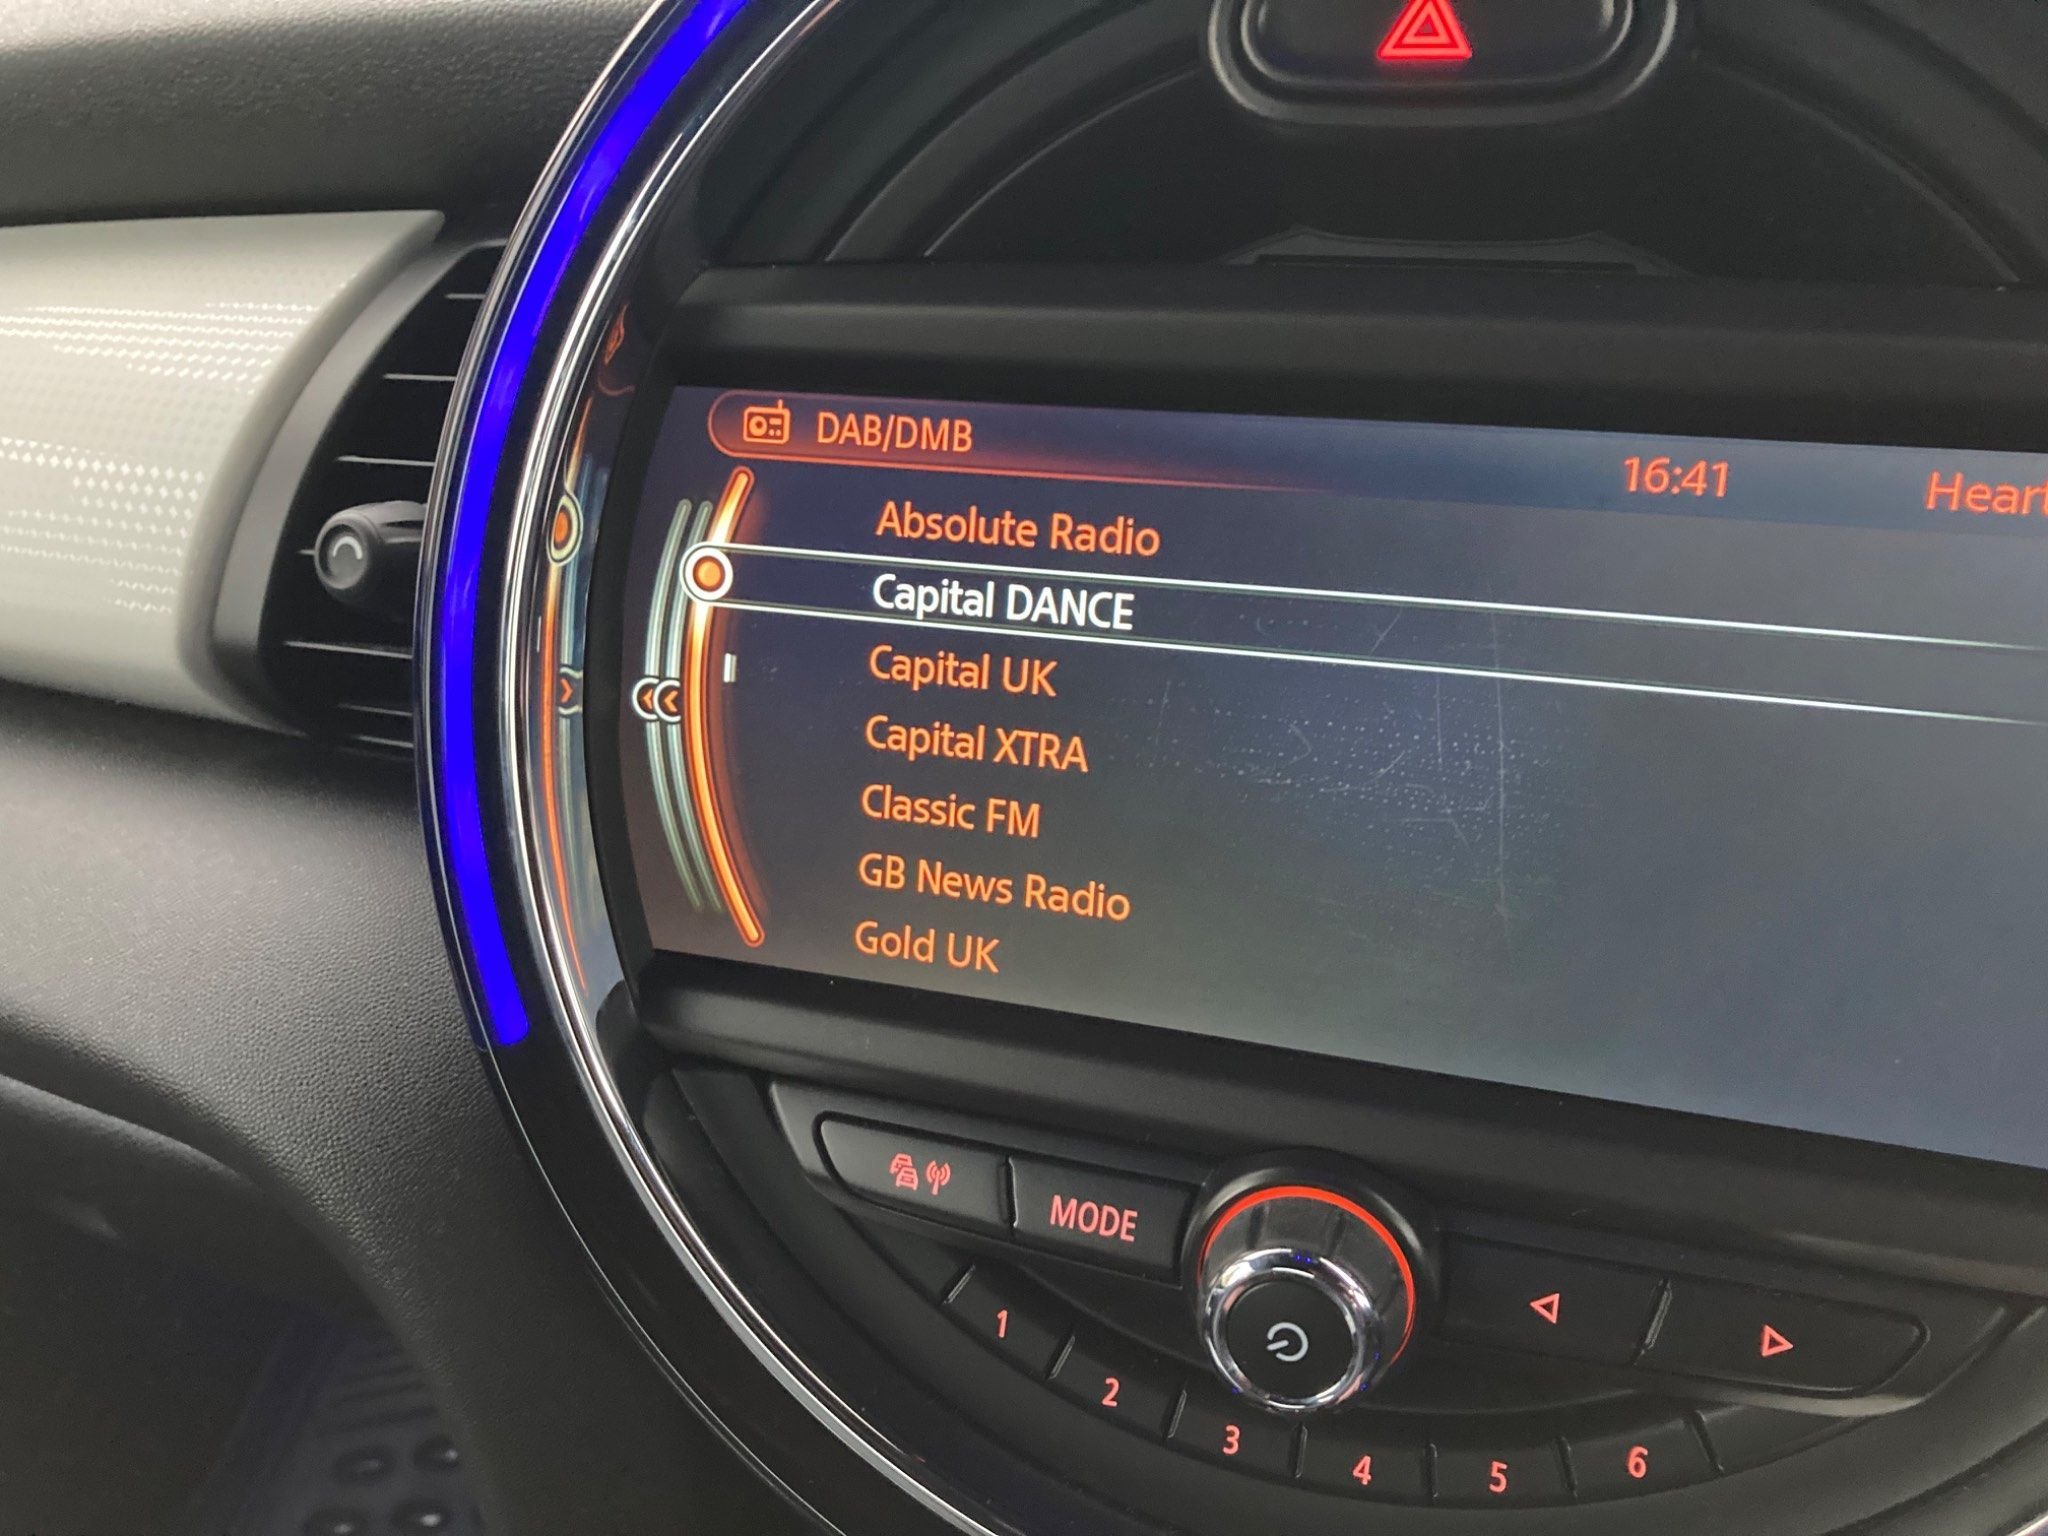 DAB/DMB 16:41 Heart
Absolute Radio
Capital DANCE
Capital UK
Capital XTRA
Classic FM
GB News Radio
Gold UK
MODE
1 2 3 4 5 6